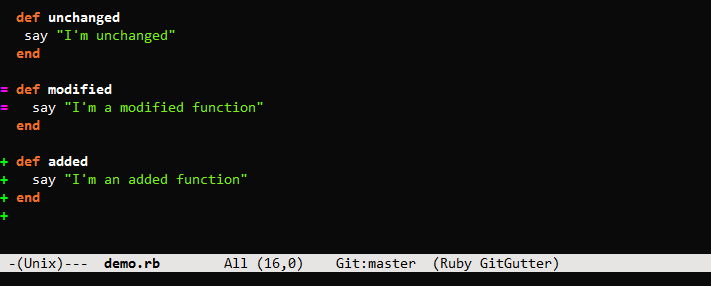 def unchanged
say "I'm unchanged"
end
= def modified
= say "I'm a modified function"
end
+ def added
+ say "I'm an added function"
+ end
+
-(Unix)--- demo.rb All (16,0) Git:master (Ruby GitGutter)